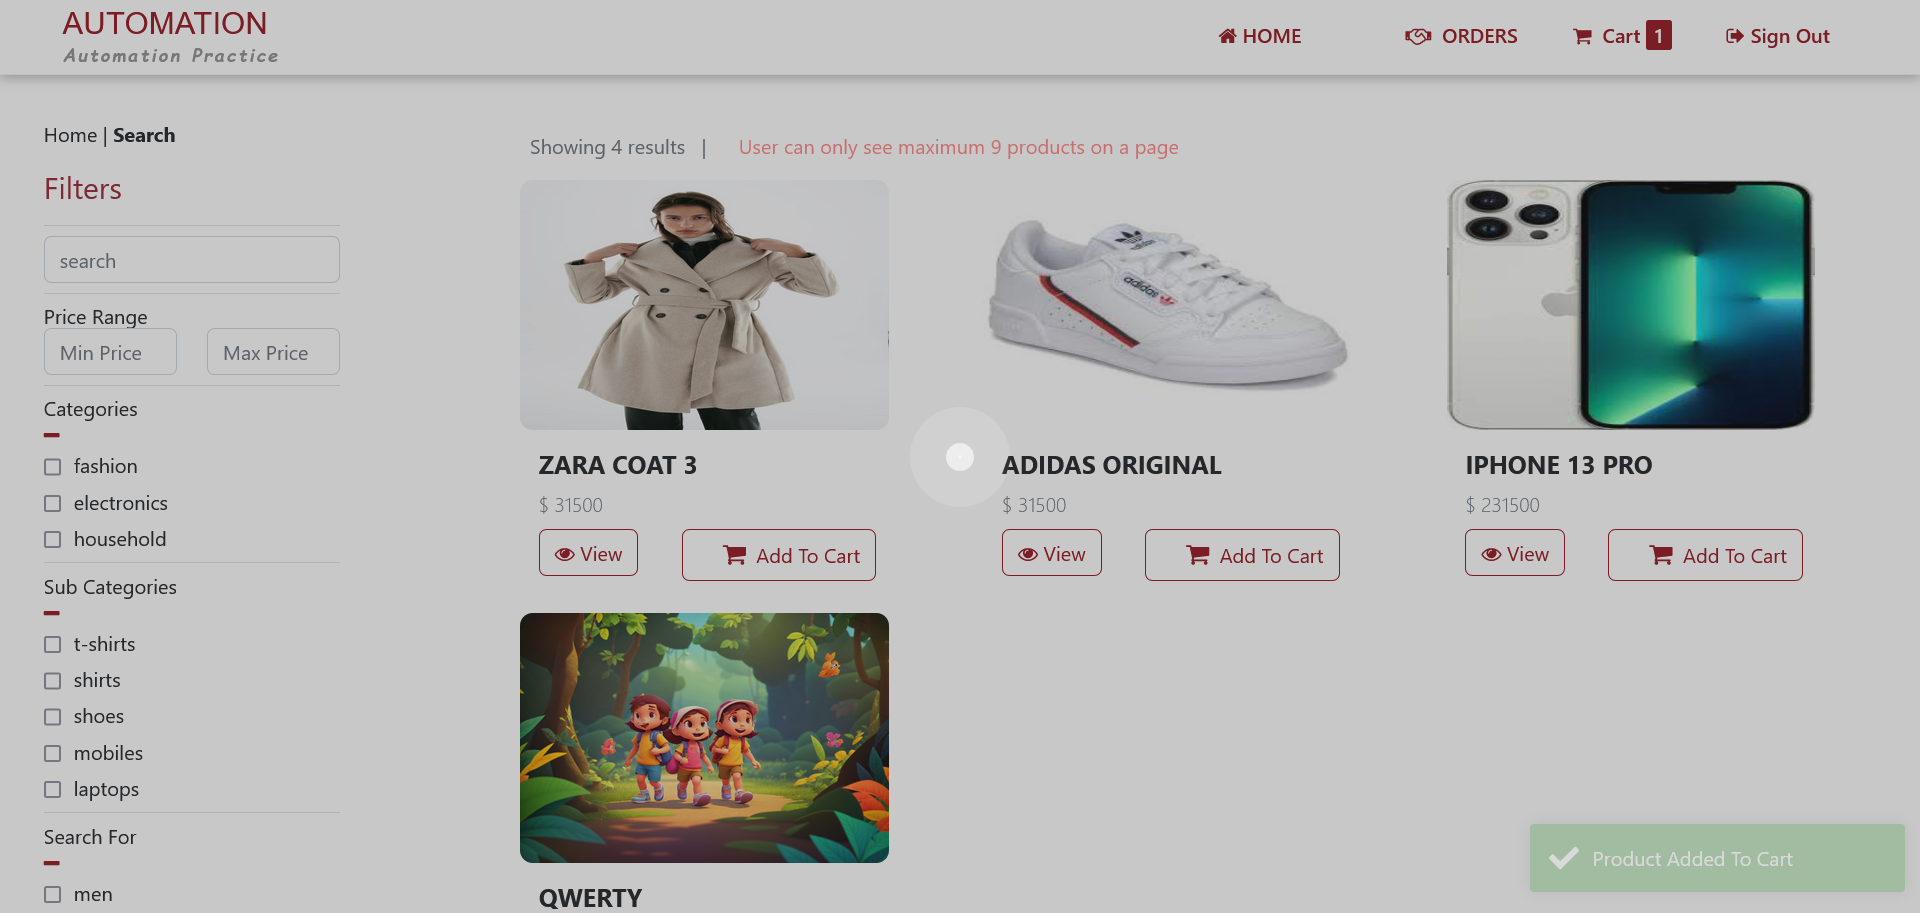 AUTOMATION
Automation Practice
HOME
ORDERS
Cart 1
Sign Out
Home | Search
Filters
search
Price Range
Min Price
Max Price
Categories
fashion
electronics
household
Sub Categories
t-shirts
shirts
shoes
mobiles
laptops
Search For
men
Showing 4 results |
User can only see maximum 9 products on a page
adidas
adidas
ZARA COAT 3
$ 31500
View
Add To Cart
ADIDAS ORIGINAL
$ 31500
View
Add To Cart
IPHONE 13 PRO
$ 231500
View
Add To Cart
QWERTY
Product Added To Cart